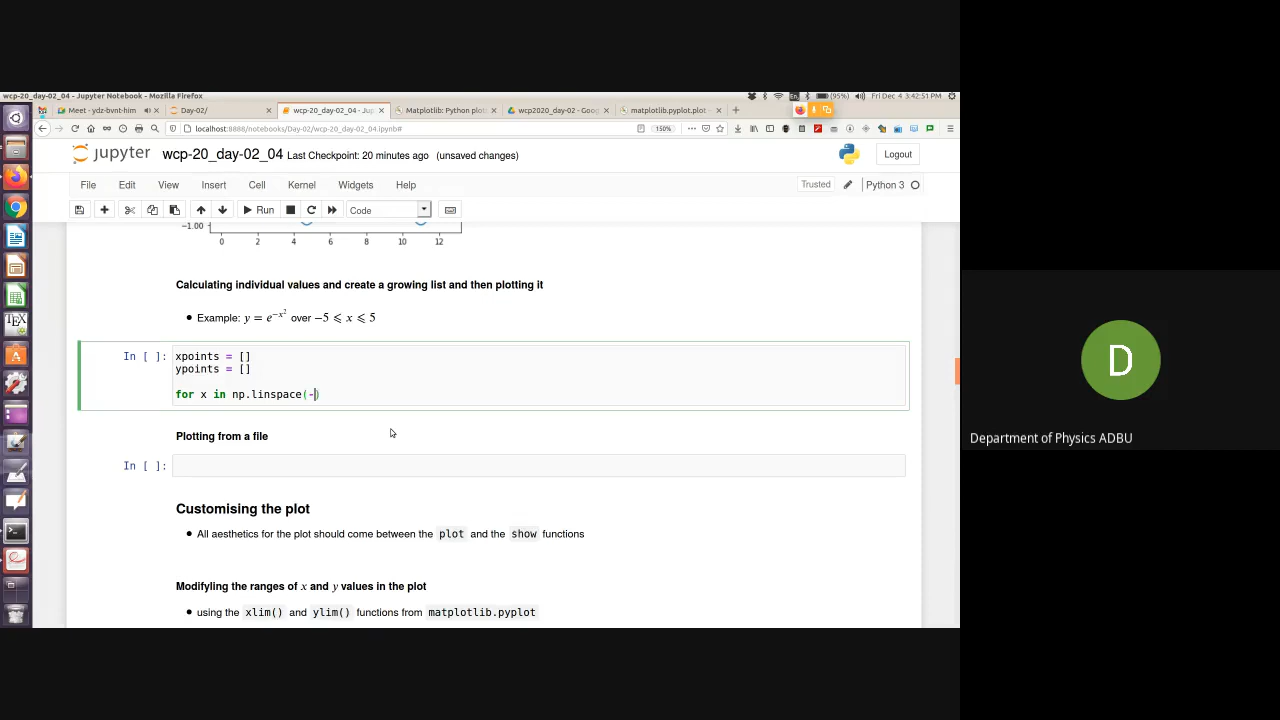 wcp-20_day-02_04 - Jupyter Notebook - Mozilla Firefox
(95%) Fri Dec 4 3:42:51 PM
Meet - ydz-bvnt-him
Day-02/
wcp-20_day-02_04 - Jup
Matplotlib: Python plot
wcp2020_day-02 - Goog
matplotlib.pyplot.plot
localhost:8888/notebooks/Day-02/wcp-20_day_02_04.ipynb#
150%
jupyter wcp-20_day-02_04 Last Checkpoint: 20 minutes ago (unsaved changes)
Logout
File Edit View Insert Cell Kernel Widgets Help
Trusted Python 3
Run Code
−1.00
0 2 4 6 8 10 12
Calculating individual values and create a growing list and then plotting it
Example: y = e^{−x²} over −5 ⩽ x ⩽ 5
In [ ]: xpoints = []
ypoints = []
for x in np.linspace(-)
Plotting from a file
In [ ]:
Customising the plot
All aesthetics for the plot should come between the plot and the show functions
Modifyling the ranges of x and y values in the plot
using the xlim() and ylim() functions from matplotlib.pyplot
D
Department of Physics ADBU